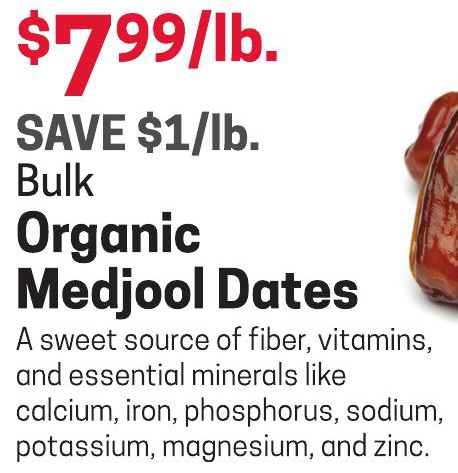 $7 99/lb.
SAVE $1/lb.
Bulk
Organic
Medjool Dates
A sweet source of fiber, vitamins,
and essential minerals like
calcium, iron, phosphorus, sodium,
potassium, magnesium, and zinc.